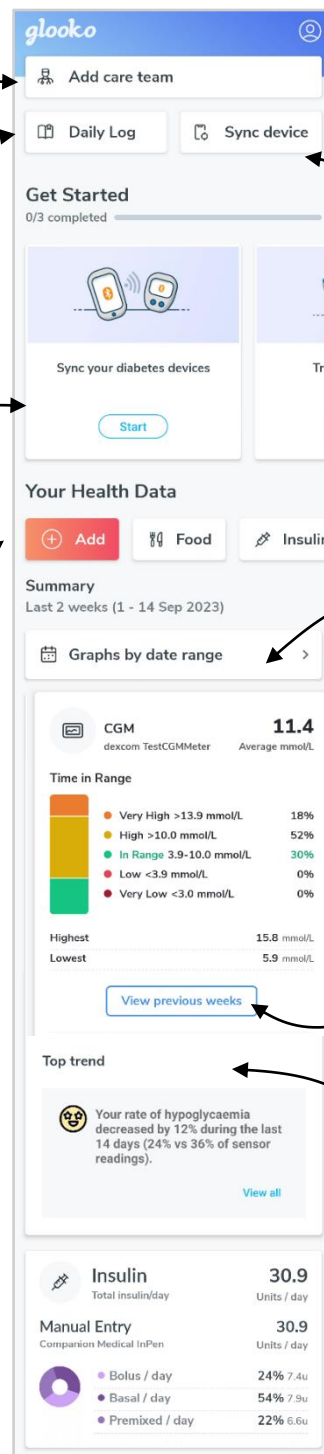 glooko
Add care team
Daily Log
Sync device
Get Started
0/3 completed
Sync your diabetes devices
Tr
Start
Your Health Data
Add
Food
Insulin
Summary
Last 2 weeks (1 - 14 Sep 2023)
Graphs by date range
CGM 11.4
dexcom TestCGMMeter Average mmol/L
Time in Range
Very High >13.9 mmol/L 18%
High >10.0 mmol/L 52%
In Range 3.9-10.0 mmol/L 30%
Low <3.9 mmol/L 0%
Very Low <3.0 mmol/L 0%
Highest 15.8 mmol/L
Lowest 5.9 mmol/L
View previous weeks
Top trend
Your rate of hypoglycaemia
decreased by 12% during the last
14 days (24% vs 36% of sensor
readings).
View all
Insulin 30.9
Total insulin/day Units / day
Manual Entry 30.9
Companion Medical InPen Units / day
Bolus / day 24% 7.4u
Basal / day 54% 7.9u
Premixed / day 22% 6.6u